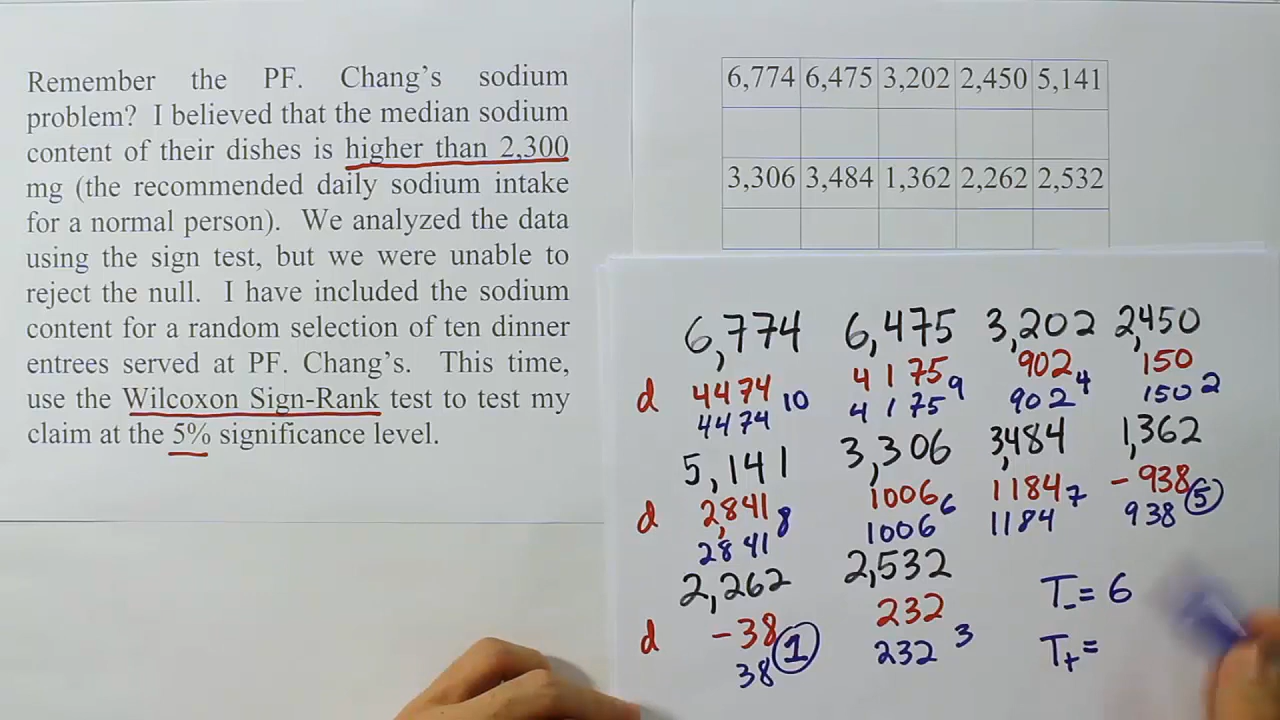 Remember the PF. Chang's sodium
problem? I believed that the median sodium
content of their dishes is higher than 2,300
mg (the recommended daily sodium intake
for a normal person). We analyzed the data
using the sign test, but we were unable to
reject the null. I have included the sodium
content for a random selection of ten dinner
entrees served at PF. Chang's. This time,
use the Wilcoxon Sign-Rank test to test my
claim at the 5% significance level.
6,774 6,475 3,202 2,450 5,141
3,306 3,484 1,362 2,262 2,532
6,774 6,475 3,202 2,450
d 4474 4175 902 150
4474 10 4175 9 902 4 150 2
5,141 3,306 3,484 1,362
d 2,841 1006 1184 -938
2841 8 1006 6 1184 7 938 5
2,262 2,532
d -38 232
38 1 232 3
T- = 6
T+ =